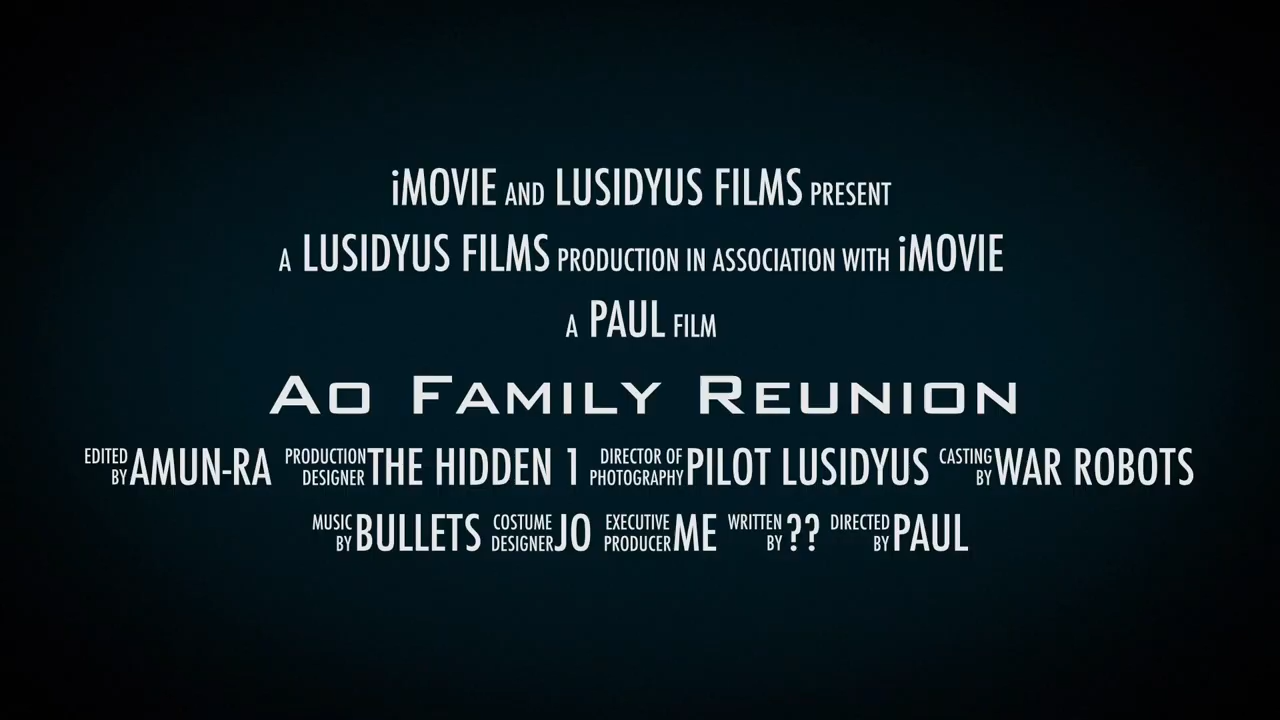 iMOVIE AND LUSIDYUS FILMS PRESENT
A LUSIDYUS FILMS PRODUCTION IN ASSOCIATION WITH iMOVIE
A PAUL FILM
AO FAMILY REUNION
EDITED BY AMUN-RA PRODUCTION DESIGNER THE HIDDEN 1 DIRECTOR OF PHOTOGRAPHY PILOT LUSIDYUS CASTING BY WAR ROBOTS
MUSIC BY BULLETS COSTUME DESIGNER JO EXECUTIVE PRODUCER ME WRITTEN BY ?? DIRECTED BY PAUL